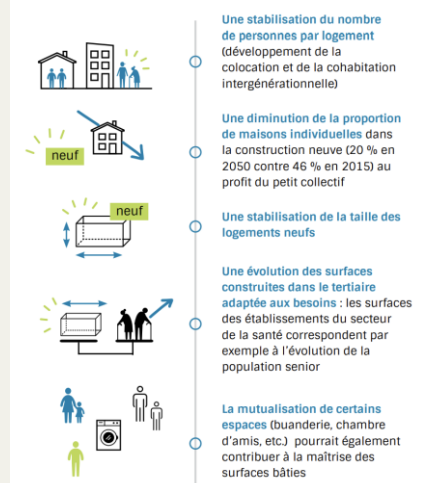 Une stabilisation du nombre
de personnes par logement
(développement de la
colocation et de la cohabitation
intergénérationnelle)
Une diminution de la proportion
de maisons individuelles dans
la construction neuve (20 % en
2050 contre 46 % en 2015) au
profit du petit collectif
neuf
Une stabilisation de la taille des
logements neufs
neuf
Une évolution des surfaces
construites dans le tertiaire
adaptée aux besoins : les surfaces
des établissements du secteur
de la santé correspondent par
exemple à l'évolution de la
population senior
La mutualisation de certains
espaces (buanderie, chambre
d'amis, etc.) pourrait également
contribuer à la maîtrise des
surfaces bâties